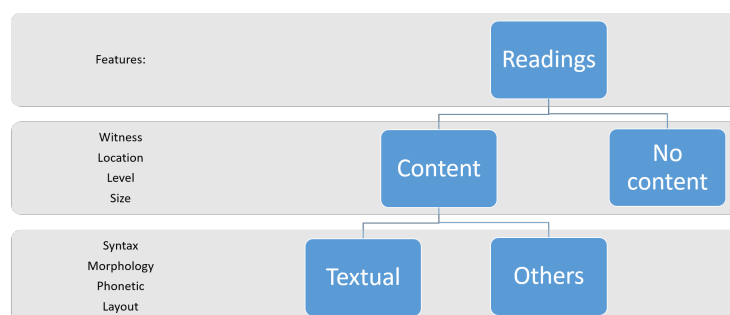 Features:
Readings
Witness
Location
Level
Size
Content
No
content
Syntax
Morphology
Phonetic
Layout
Textual
Others